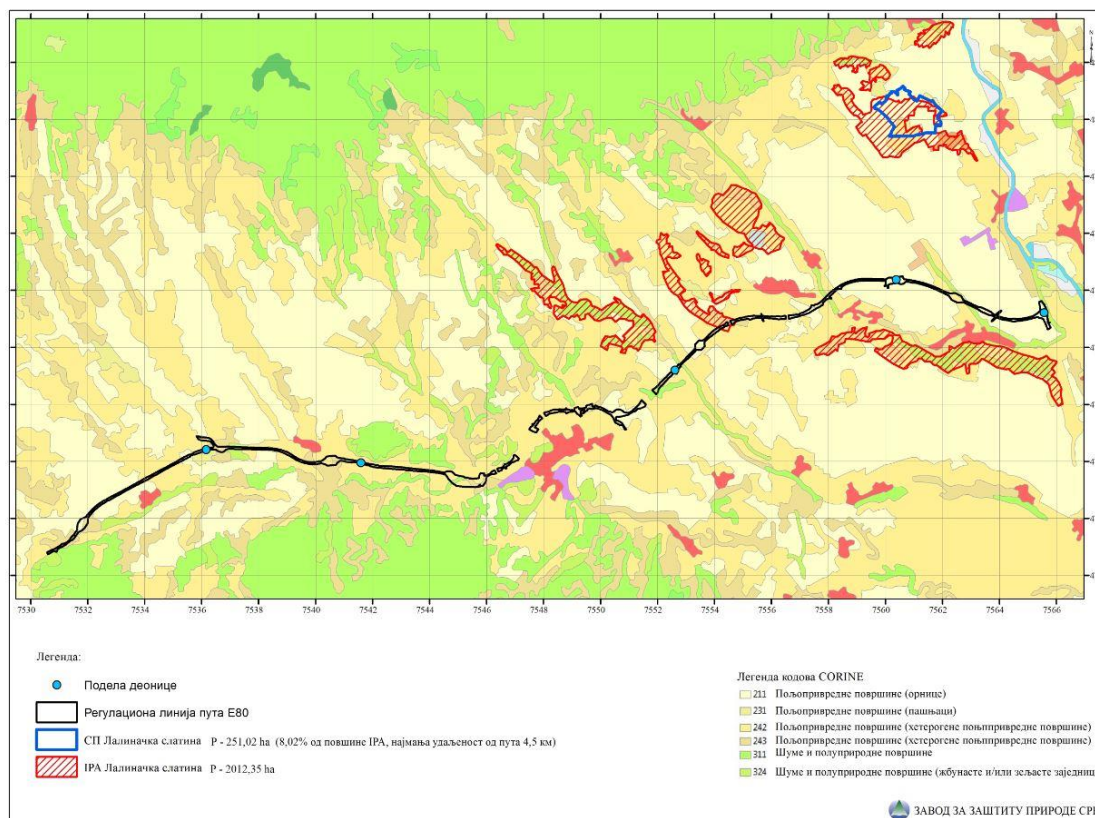 7530
7532
7534
7536
7538
7540
7542
7544
7546
7548
7550
7552
7554
7556
7558
7560
7562
7564
7566
Легенда:
Подела деонице
Регулациона линија пута Е80
СП Лалиначка слатина Р - 251,02 ha (8,02% од повшине IPA, најмања удаљеност од пута 4,5 км)
IPA Лалиначка слатина Р - 2012,35 ha
Легенда кодова CORINE
211 Пољопривредне површине (орнице)
231 Пољопривредне површине (пашњаци)
242 Пољопривредне површине (хетерогене поњппривредне површине)
243 Пољопривредне површине (хетерогене поњппривредне површине)
311 Шуме и полуприродне површине
324 Шуме и полуприродне површине (жбунасте и/или зељасте заједниц
ЗАВОД ЗА ЗАШТИТУ ПРИРОДЕ СРБ